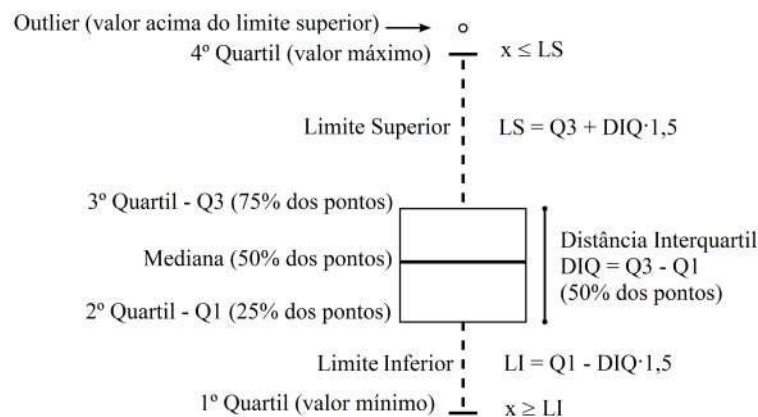 Outlier (valor acima do limite superior)
4º Quartil (valor máximo)
x ≤ LS
Limite Superior
LS = Q3 + DIQ·1,5
3º Quartil - Q3 (75% dos pontos)
Mediana (50% dos pontos)
Distância Interquartil
DIQ = Q3 - Q1
(50% dos pontos)
2º Quartil - Q1 (25% dos pontos)
Limite Inferior
LI = Q1 - DIQ·1,5
1º Quartil (valor mínimo)
x ≥ LI